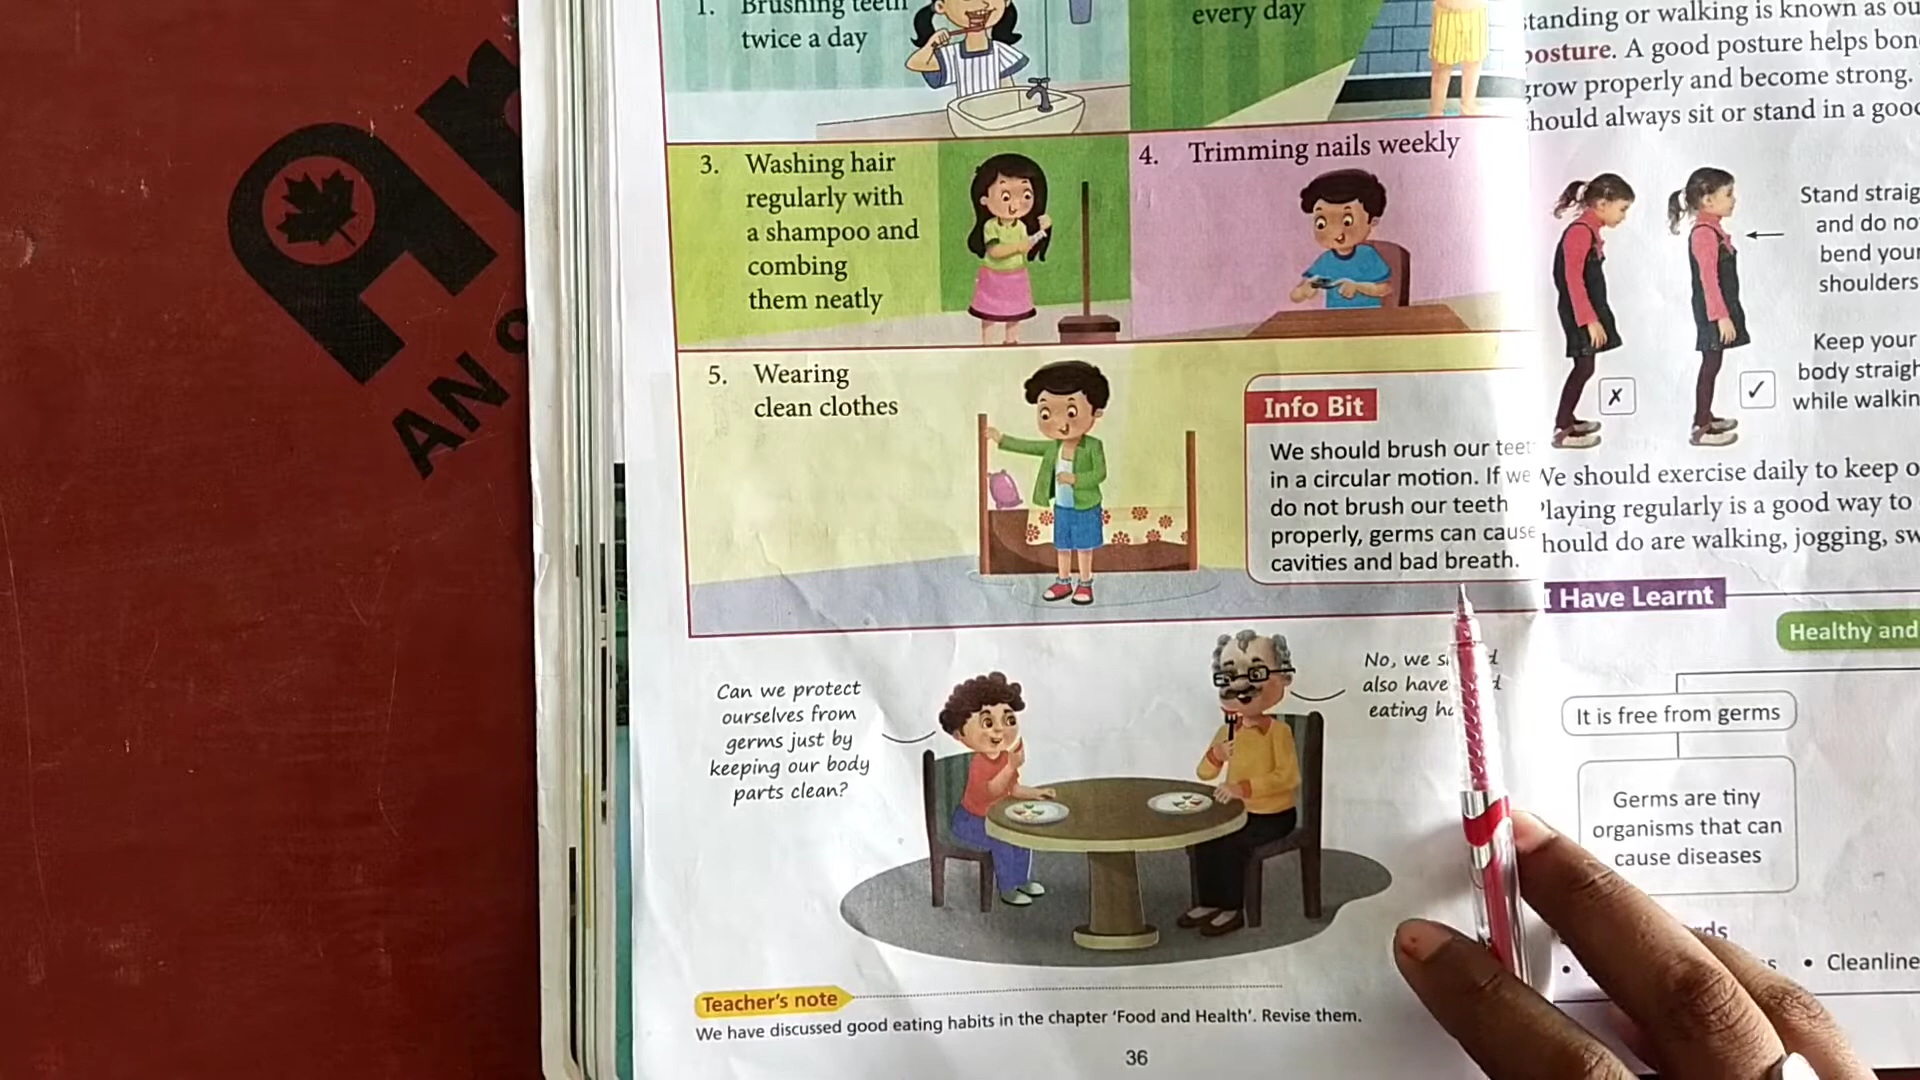 1. Brushing teeth
twice a day
every day
3. Washing hair
regularly with
a shampoo and
combing
them neatly
4. Trimming nails weekly
5. Wearing
clean clothes
Info Bit
We should brush our teet
in a circular motion. If we
do not brush our teeth
properly, germs can cause
cavities and bad breath.
Can we protect
ourselves from
germs just by
keeping our body
parts clean?
No, we
also have
eating
Teacher's note
We have discussed good eating habits in the chapter 'Food and Health'. Revise them.
36
standing or walking is known as ou
posture. A good posture helps bon
grow properly and become strong.
hould always sit or stand in a good
Stand straig
and do no
bend your
shoulders
Keep your
body straigh
while walkin
We should exercise daily to keep o
laying regularly is a good way to
hould do are walking, jogging, sw
I Have Learnt
Healthy and
It is free from germs
Germs are tiny
organisms that can
cause diseases
• Cleanline
AN